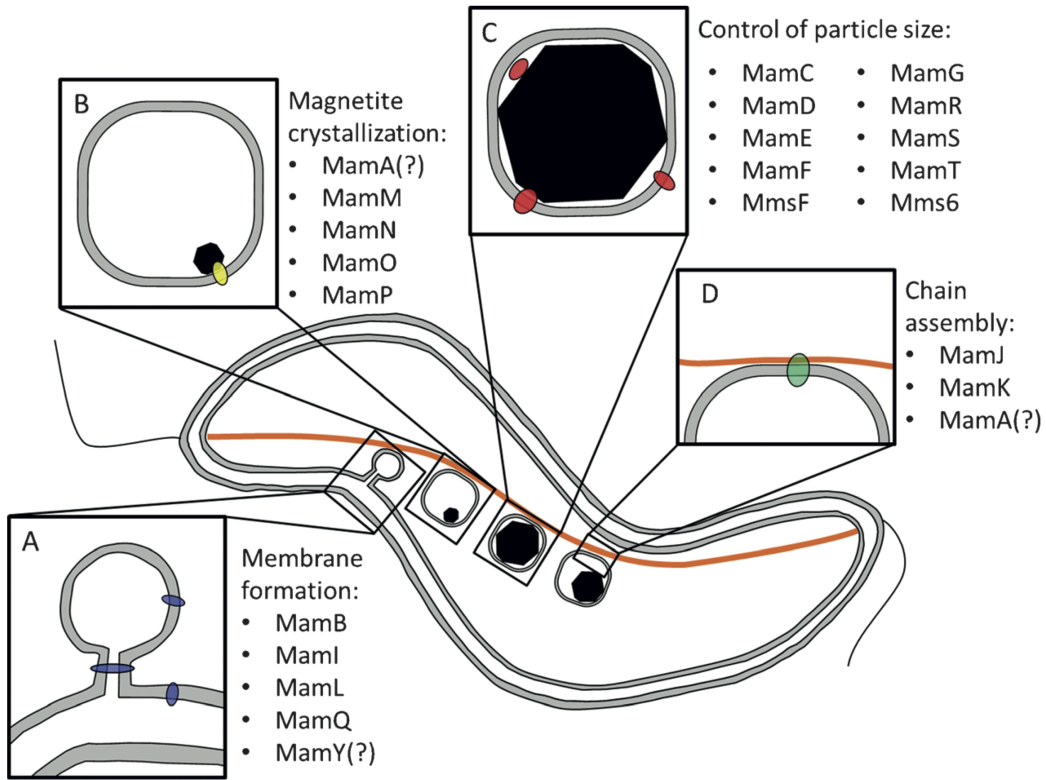 A
Membrane
formation:
• MamB
• MamI
• MamL
• MamQ
• MamY(?)
B
Magnetite
crystallization:
• MamA(?)
• MamM
• MamN
• MamO
• MamP
C
Control of particle size:
• MamC • MamG
• MamD • MamR
• MamE • MamS
• MamF • MamT
• MmsF • Mms6
D
Chain
assembly:
• MamJ
• MamK
• MamA(?)